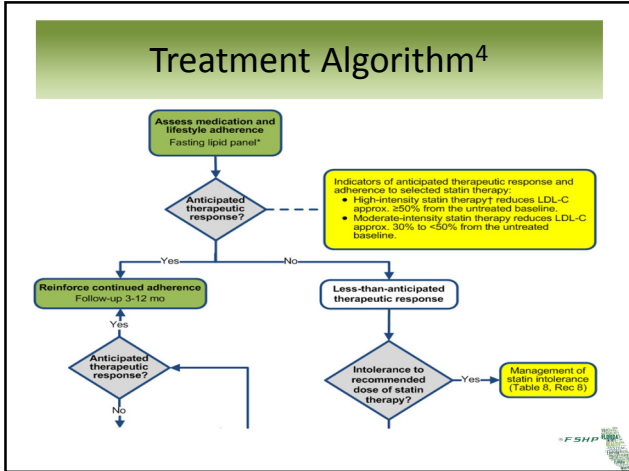 Treatment Algorithm⁴
Assess medication and
lifestyle adherence
Fasting lipid panel*
Anticipated
therapeutic
response?
Indicators of anticipated therapeutic response and
adherence to selected statin therapy:
• High-intensity statin therapy† reduces LDL-C
approx. ≥50% from the untreated baseline.
• Moderate-intensity statin therapy reduces LDL-C
approx. 30% to <50% from the untreated
baseline.
Yes
No
Reinforce continued adherence
Follow-up 3-12 mo
Less-than-anticipated
therapeutic response
Yes
Anticipated
therapeutic
response?
Intolerance to
recommended
dose of statin
therapy?
Yes
Management of
statin intolerance
(Table 8, Rec 8)
No
FSHP